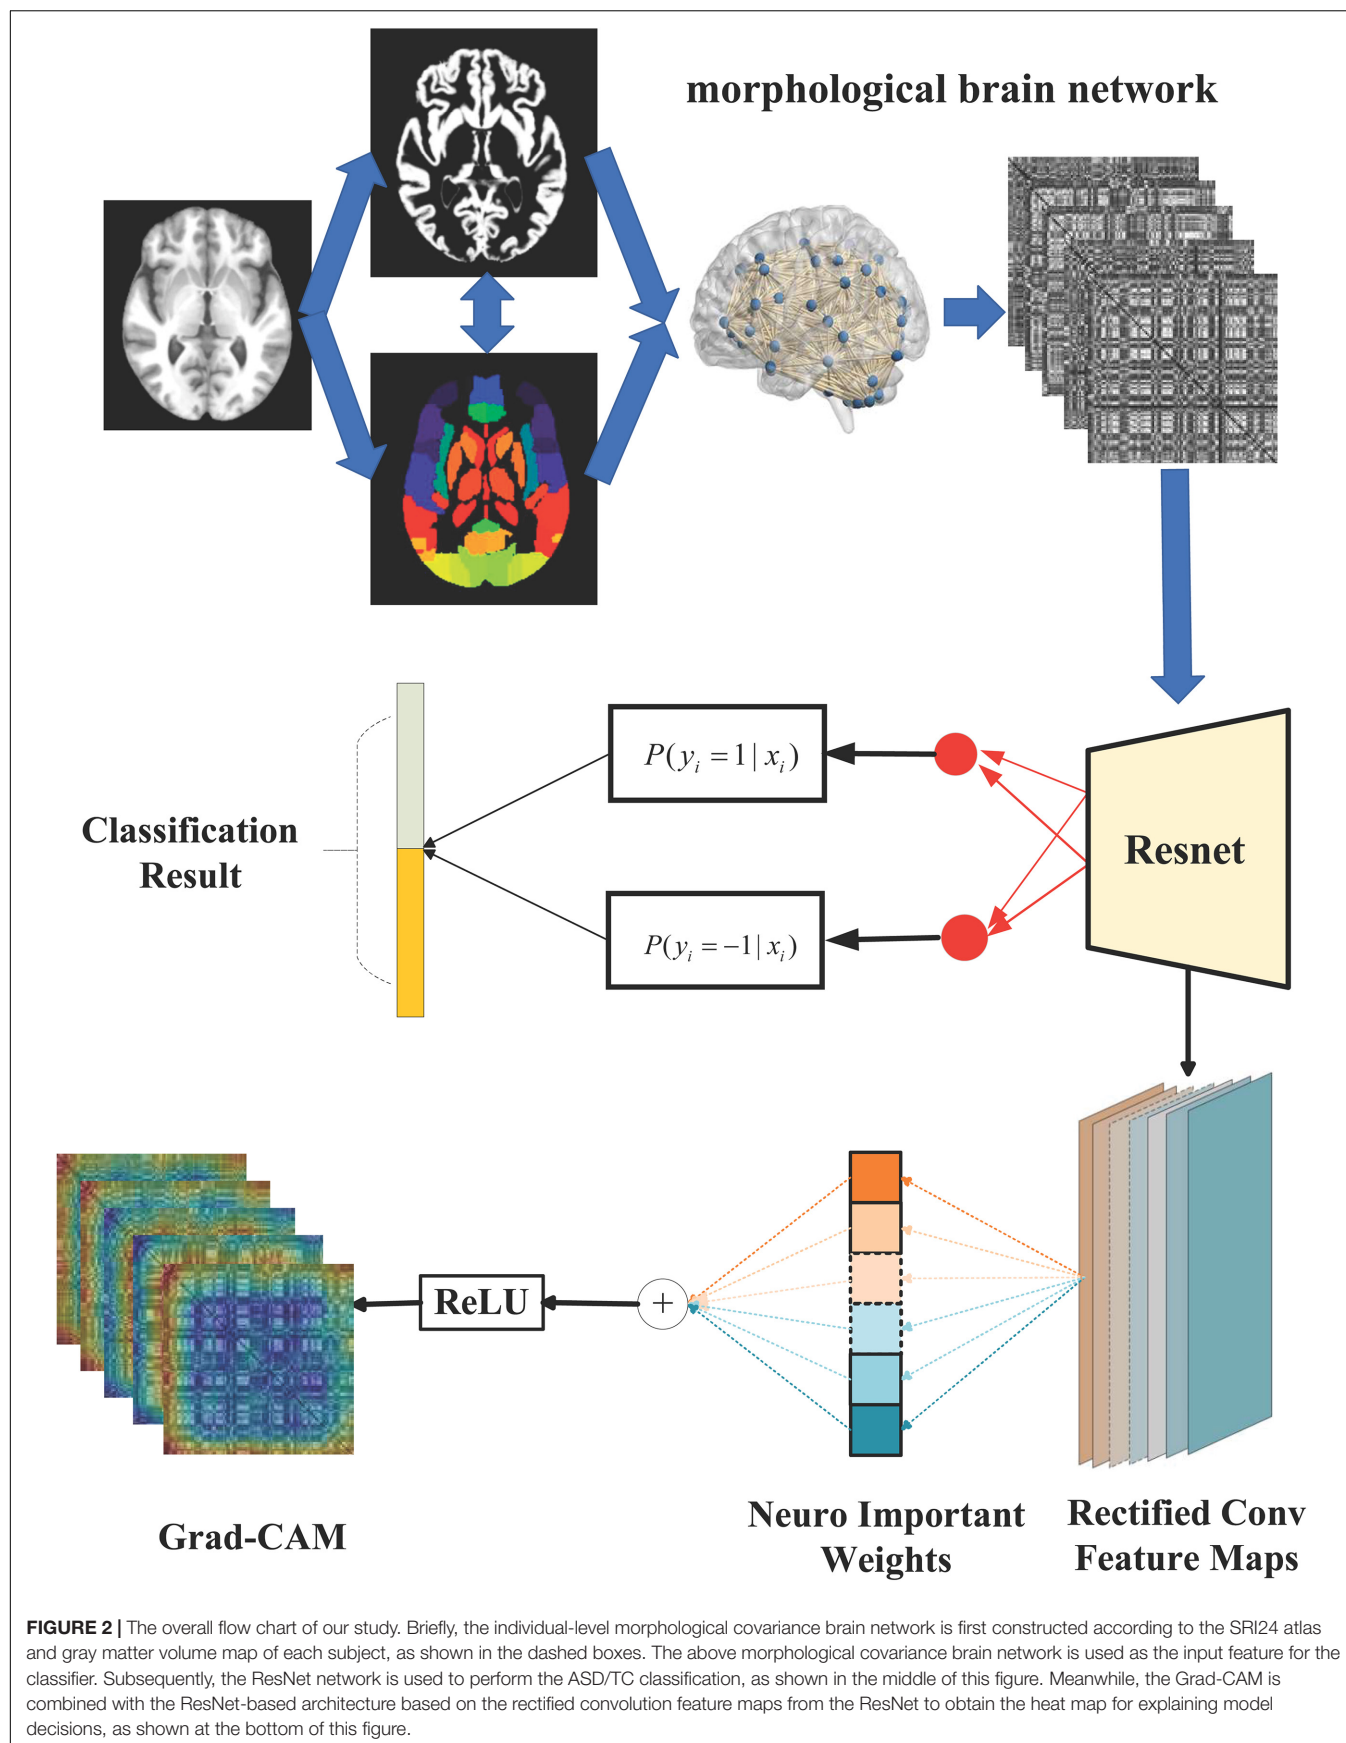 morphological brain network
P(y_i = 1 | x_i)
Classification
Result
Resnet
P(y_i = -1 | x_i)
ReLU
+
Grad-CAM
Neuro Important
Weights
Rectified Conv
Feature Maps
FIGURE 2 | The overall flow chart of our study. Briefly, the individual-level morphological covariance brain network is first constructed according to the SRI24 atlas
and gray matter volume map of each subject, as shown in the dashed boxes. The above morphological covariance brain network is used as the input feature for the
classifier. Subsequently, the ResNet network is used to perform the ASD/TC classification, as shown in the middle of this figure. Meanwhile, the Grad-CAM is
combined with the ResNet-based architecture based on the rectified convolution feature maps from the ResNet to obtain the heat map for explaining model
decisions, as shown at the bottom of this figure.